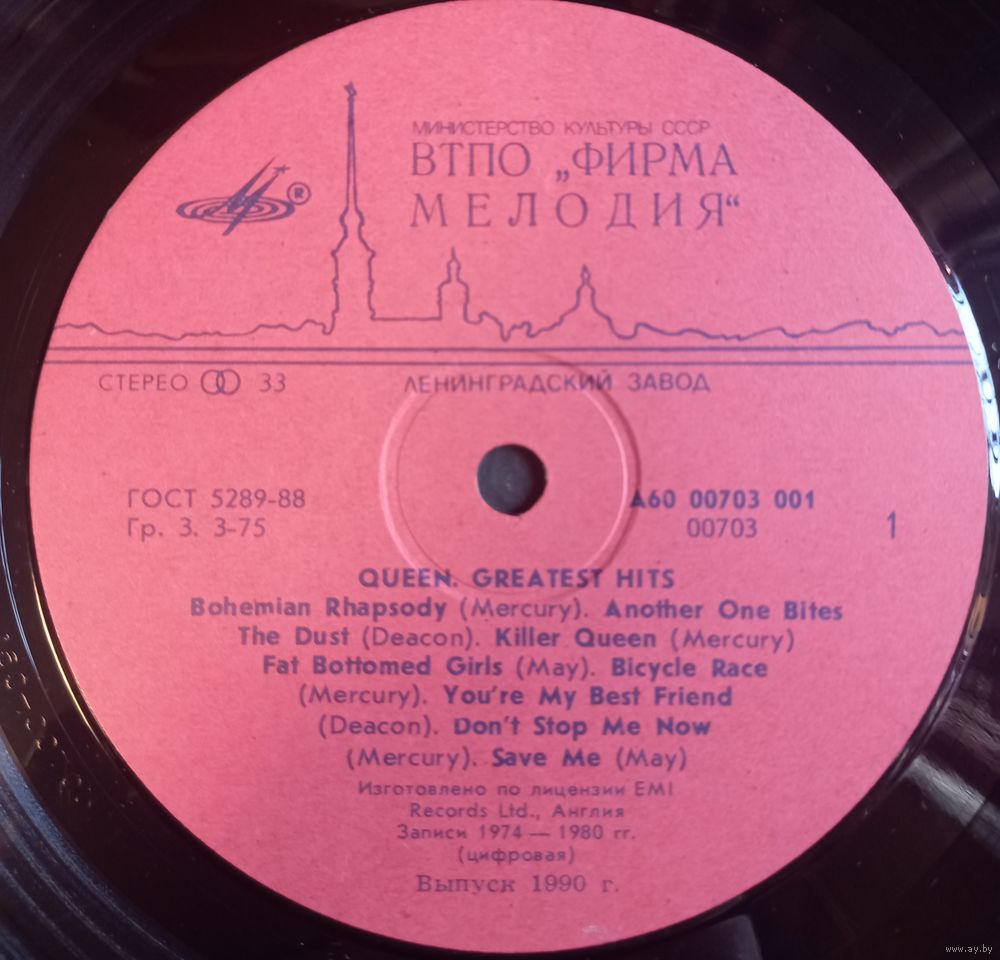 МИНИСТЕРСТВО КУЛЬТУРЫ СССР
ВТПО „ФИРМА
МЕЛОДИЯ“
®
СТЕРЕО 33
ЛЕНИНГРАДСКИЙ ЗАВОД
ГОСТ 5289-88
Гр. 3. 3-75
А60 00703 001
00703
1
QUEEN. GREATEST HITS
Bohemian Rhapsody (Mercury). Another One Bites
The Dust (Deacon). Killer Queen (Mercury)
Fat Bottomed Girls (May). Bicycle Race
(Mercury). You're My Best Friend
(Deacon). Don't Stop Me Now
(Mercury). Save Me (May)
Изготовлено по лицензии EMI
Records Ltd., Англия
Записи 1974 — 1980 гг.
(цифровая)
Выпуск 1990 г.
www.ay.by